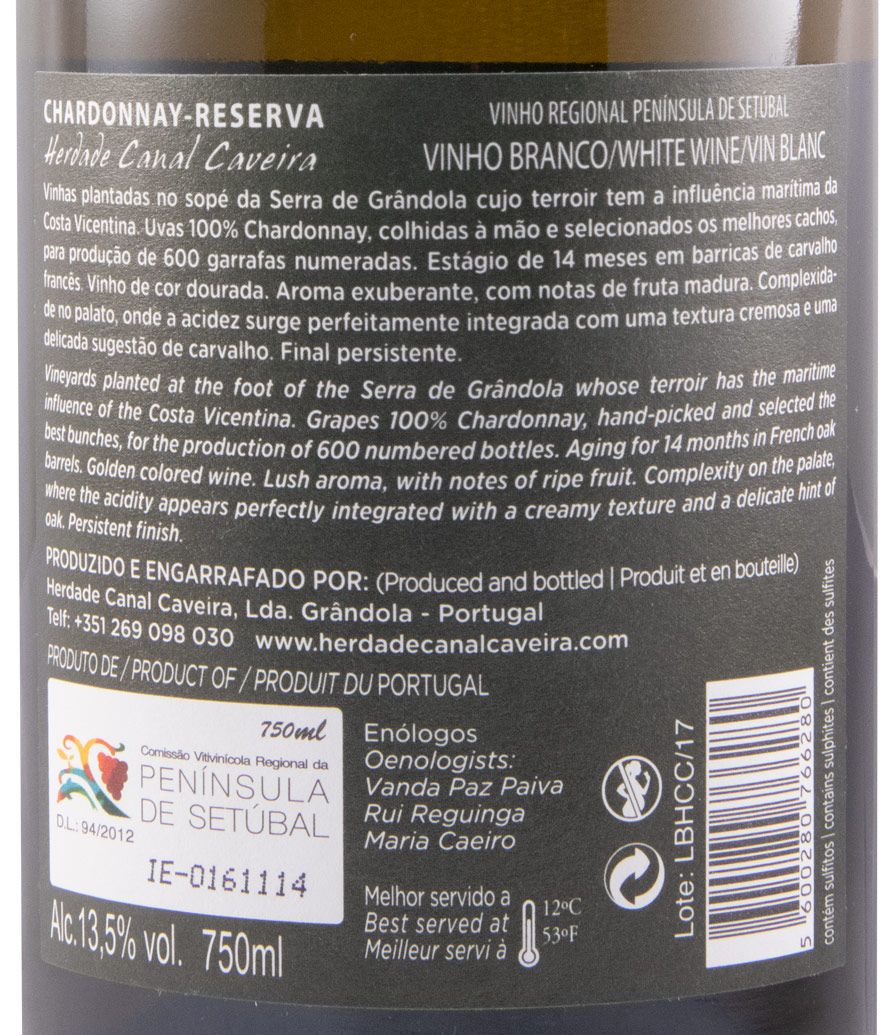 CHARDONNAY-RESERVA
Herdade Canal Caveira
VINHO REGIONAL PENÍNSULA DE SETÚBAL
VINHO BRANCO/WHITE WINE/VIN BLANC
Vinhas plantadas no sopé da Serra de Grândola cujo terroir tem a influência marítima da
Costa Vicentina. Uvas 100% Chardonnay, colhidas à mão e selecionados os melhores cachos,
para produção de 600 garrafas numeradas. Estágio de 14 meses em barricas de carvalho
francês. Vinho de cor dourada. Aroma exuberante, com notas de fruta madura. Complexida-
de no palato, onde a acidez surge perfeitamente integrada com uma textura cremosa e uma
delicada sugestão de carvalho. Final persistente.
Vineyards planted at the foot of the Serra de Grândola whose terroir has the maritime
influence of the Costa Vicentina. Grapes 100% Chardonnay, hand-picked and selected the
best bunches, for the production of 600 numbered bottles. Aging for 14 months in French oak
barrels. Golden colored wine. Lush aroma, with notes of ripe fruit. Complexity on the palate,
where the acidity appears perfectly integrated with a creamy texture and a delicate hint of
oak. Persistent finish.
PRODUZIDO E ENGARRAFADO POR: (Produced and bottled | Produit et en bouteille)
Herdade Canal Caveira, Lda. Grândola - Portugal
Telf: +351 269 098 030 www.herdadecanalcaveira.com
PRODUTO DE / PRODUCT OF / PRODUIT DU PORTUGAL
750ml
Comissão Vitivinícola Regional da
PENÍNSULA
DE SETÚBAL
D.L.: 94/2012
IE-0161114
Alc.13,5% vol. 750ml
Enólogos
Oenologists:
Vanda Paz Paiva
Rui Reguinga
Maria Caeiro
Melhor servido a
Best served at
Meilleur servi à
12ºC
53ºF
Lote: LBHCC/17
5 600280 766280
contém sulfitos | contains sulphites | contient des sulfites